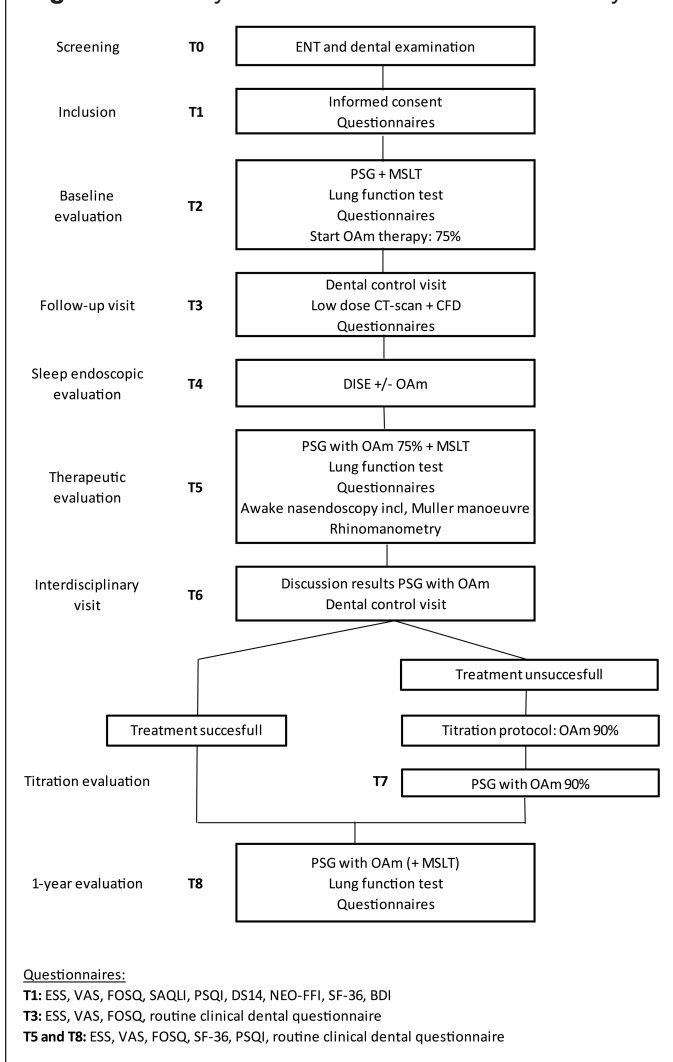 Screening T0 ENT and dental examination
Inclusion T1 Informed consent
Questionnaires
Baseline
evaluation T2 PSG + MSLT
Lung function test
Questionnaires
Start OAm therapy: 75%
Follow-up visit T3 Dental control visit
Low dose CT-scan + CFD
Questionnaires
Sleep endoscopic
evaluation T4 DISE +/- OAm
Therapeutic
evaluation T5 PSG with OAm 75% + MSLT
Lung function test
Questionnaires
Awake nasendoscopy incl, Muller manoeuvre
Rhinomanometry
Interdisciplinary
visit T6 Discussion results PSG with OAm
Dental control visit
Treatment unsuccesfull
Treatment succesfull Titration protocol: OAm 90%
Titration evaluation T7 PSG with OAm 90%
1-year evaluation T8 PSG with OAm (+ MSLT)
Lung function test
Questionnaires
Questionnaires:
T1: ESS, VAS, FOSQ, SAQLI, PSQI, DS14, NEO-FFI, SF-36, BDI
T3: ESS, VAS, FOSQ, routine clinical dental questionnaire
T5 and T8: ESS, VAS, FOSQ, SF-36, PSQI, routine clinical dental questionnaire